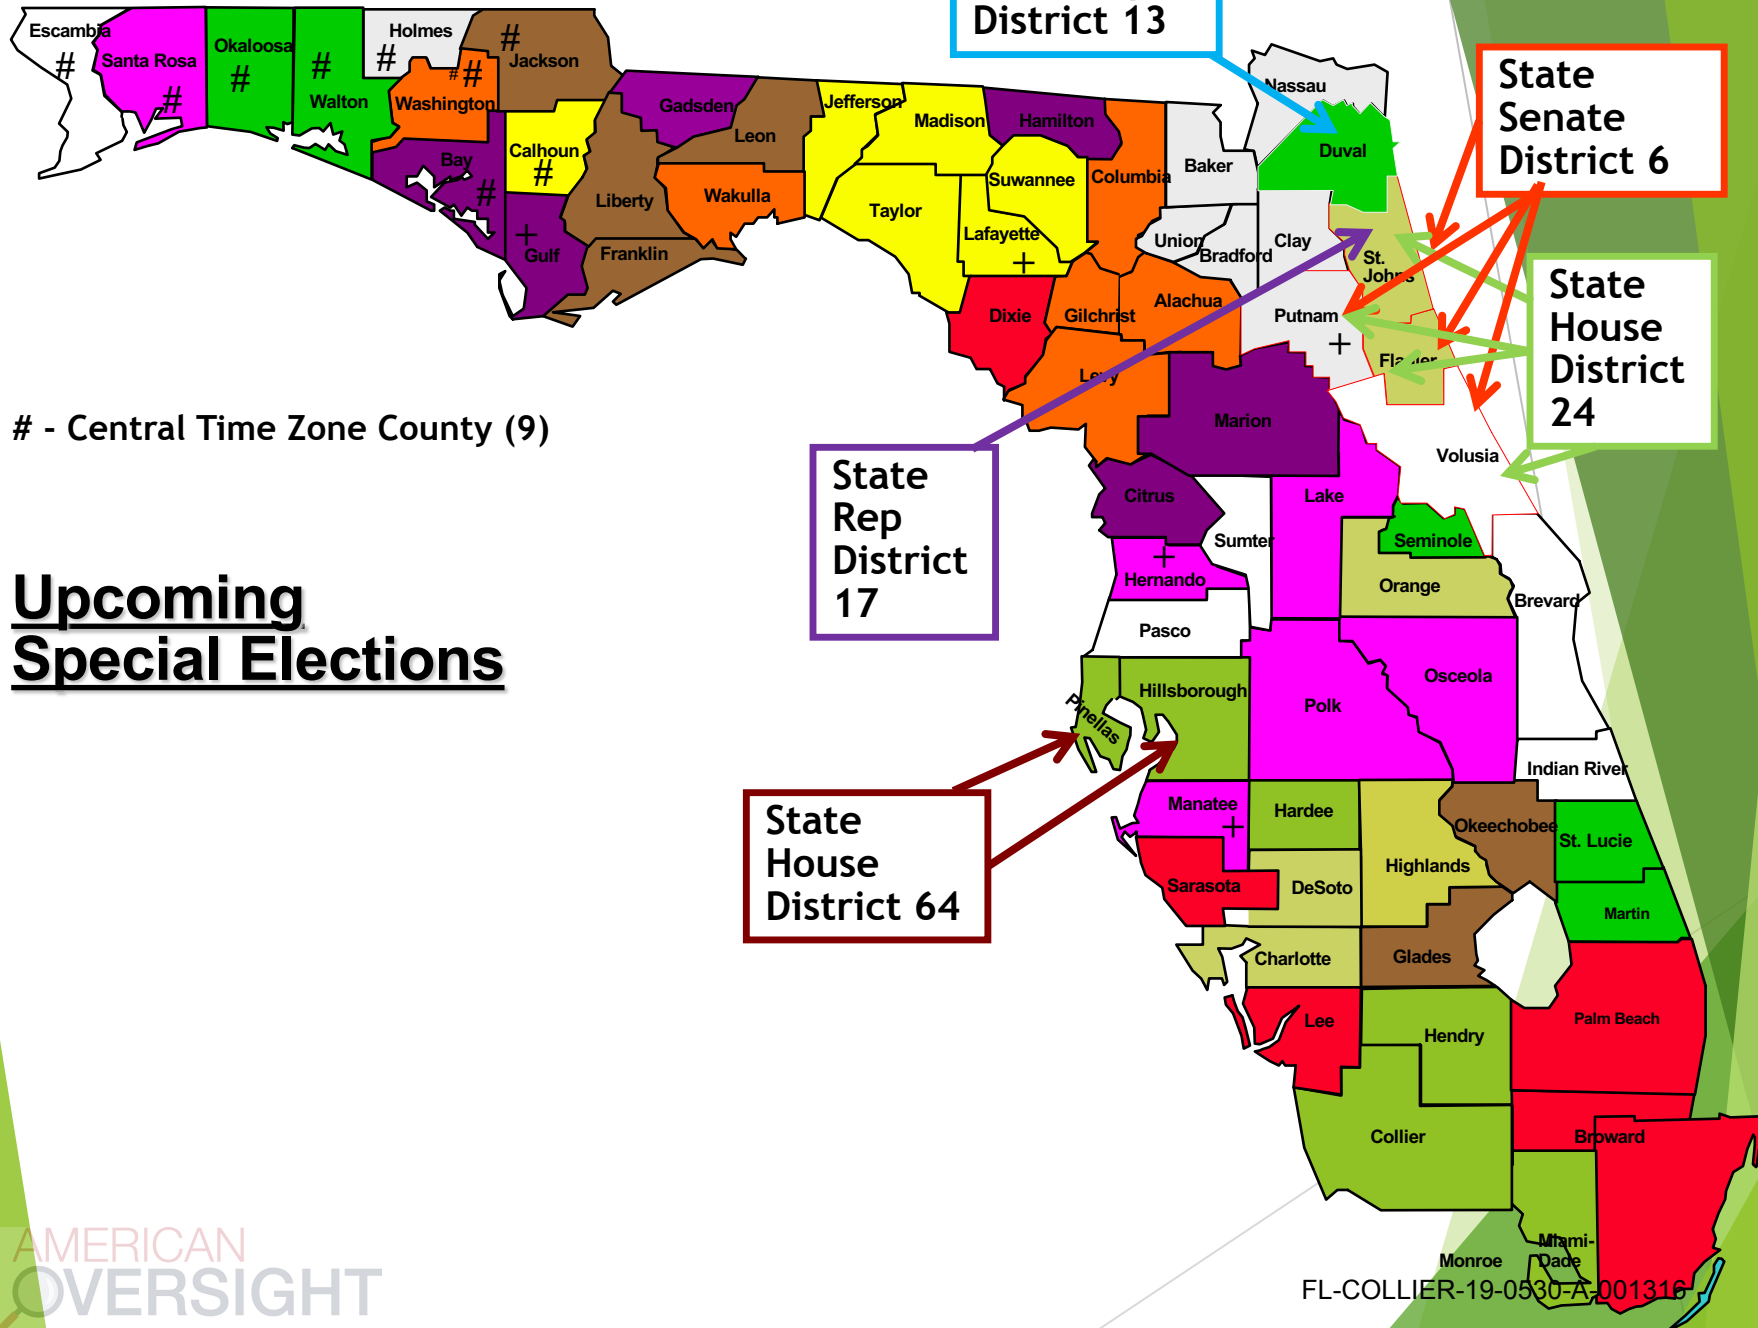 District 13
State
Senate
District 6
State
House
District
24
State
Rep
District
17
State
House
District 64
# - Central Time Zone County (9)
Upcoming
Special Elections
Escambia
#
Santa Rosa
#
Okaloosa
#
Walton
#
Holmes
#
Washington
# #
Jackson
#
Bay
#
Calhoun
#
Gulf
+
Gadsden
Leon
Liberty
Franklin
Wakulla
Jefferson
Madison
Taylor
Hamilton
Suwannee
Lafayette
+
Columbia
Dixie
Gilchrist
Levy
Alachua
Baker
Union
Bradford
Nassau
Duval
Clay
St.
Johns
Putnam
+
Flagler
Volusia
Marion
Citrus
Sumter
Lake
Hernando
+
Pasco
Seminole
Orange
Brevard
Osceola
Polk
Hillsborough
Pinellas
Indian River
Manatee
+
Hardee
Highlands
Okeechobee
St. Lucie
Sarasota
DeSoto
Martin
Charlotte
Glades
Lee
Hendry
Palm Beach
Collier
Broward
Monroe
Miami-
Dade
AMERICAN
OVERSIGHT
FL-COLLIER-19-0530-A-001316